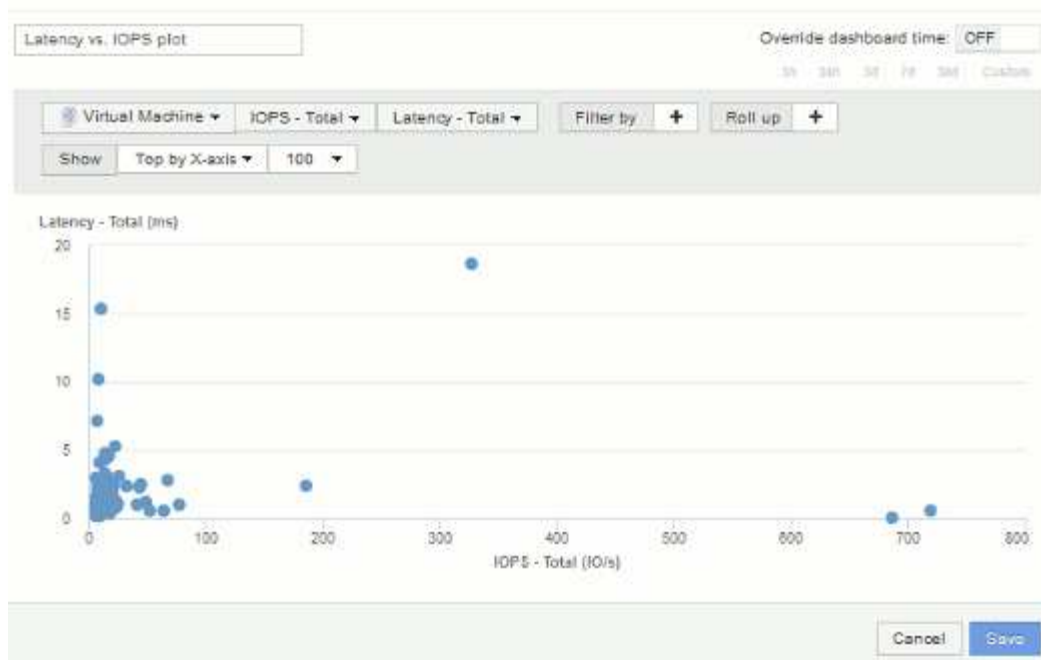 Latency vs. IOPS plot
Override dashboard time: OFF
Custom
Virtual Machine IOPS - Total Latency - Total Filter by + Roll up +
Show Top by X-axis 100
Latency - Total (ms)
20
15
10
5
0
0 100 200 300 400 500 600 700 800
IOPS - Total (IO/s)
Cancel Save